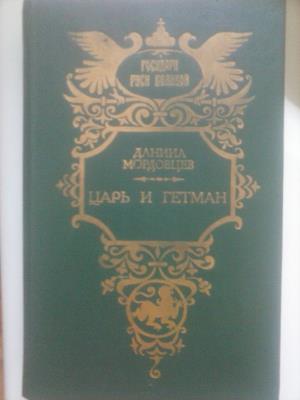 ГОСУДАРИ
РУСИ ВЕЛИКОЙ
ДАНИИЛ
МОРДОВЦЕВ
ЦАРЬ И ГЕТМАН